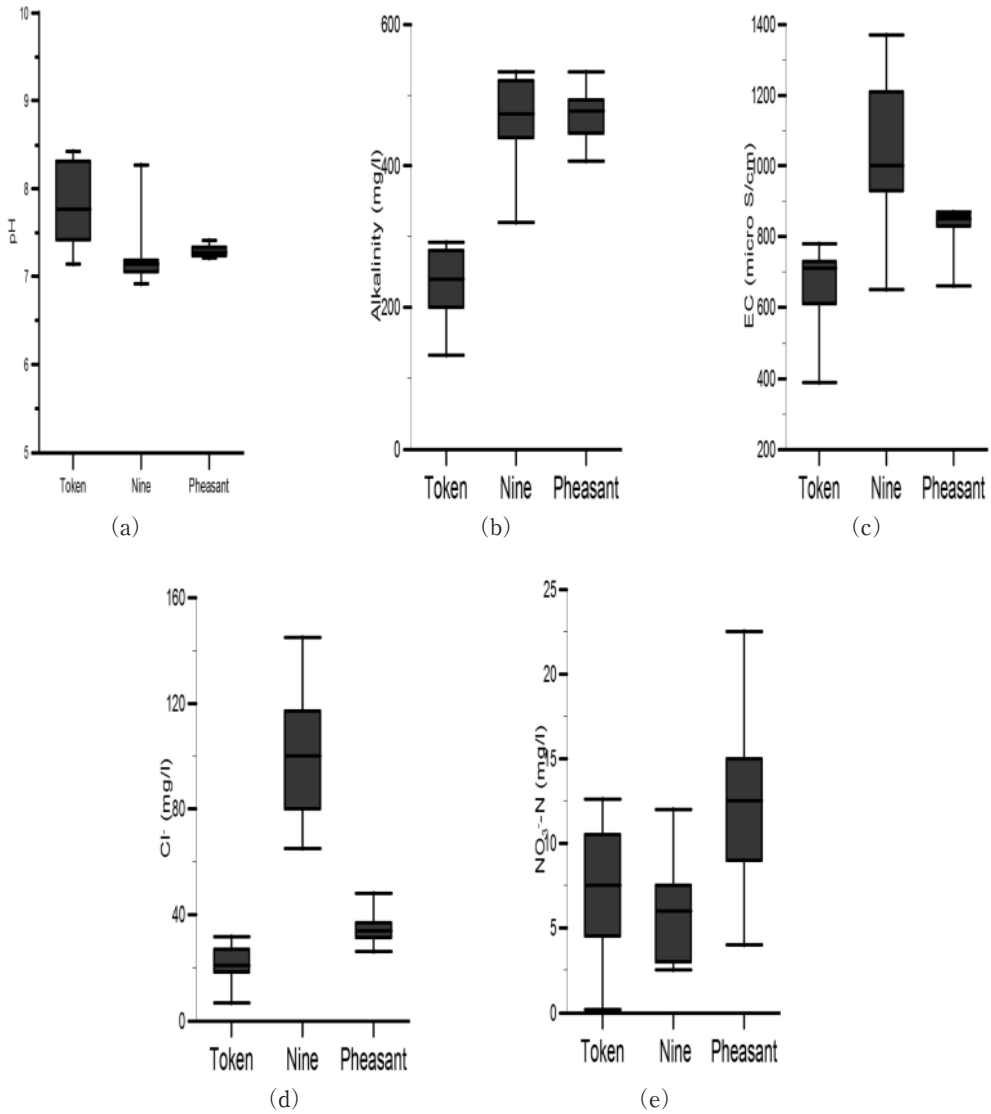 10
9
8
7
6
5
pH
Token Nine Pheasant
(a)
600
400
200
0
Alkalinity (mg/l)
Token Nine Pheasant
(b)
1400
1200
1000
800
600
400
200
EC (micro S/cm)
Token Nine Pheasant
(c)
160
120
80
40
0
Cl⁻ (mg/l)
Token Nine Pheasant
(d)
25
20
15
10
5
0
NO₃⁻-N (mg/l)
Token Nine Pheasant
(e)